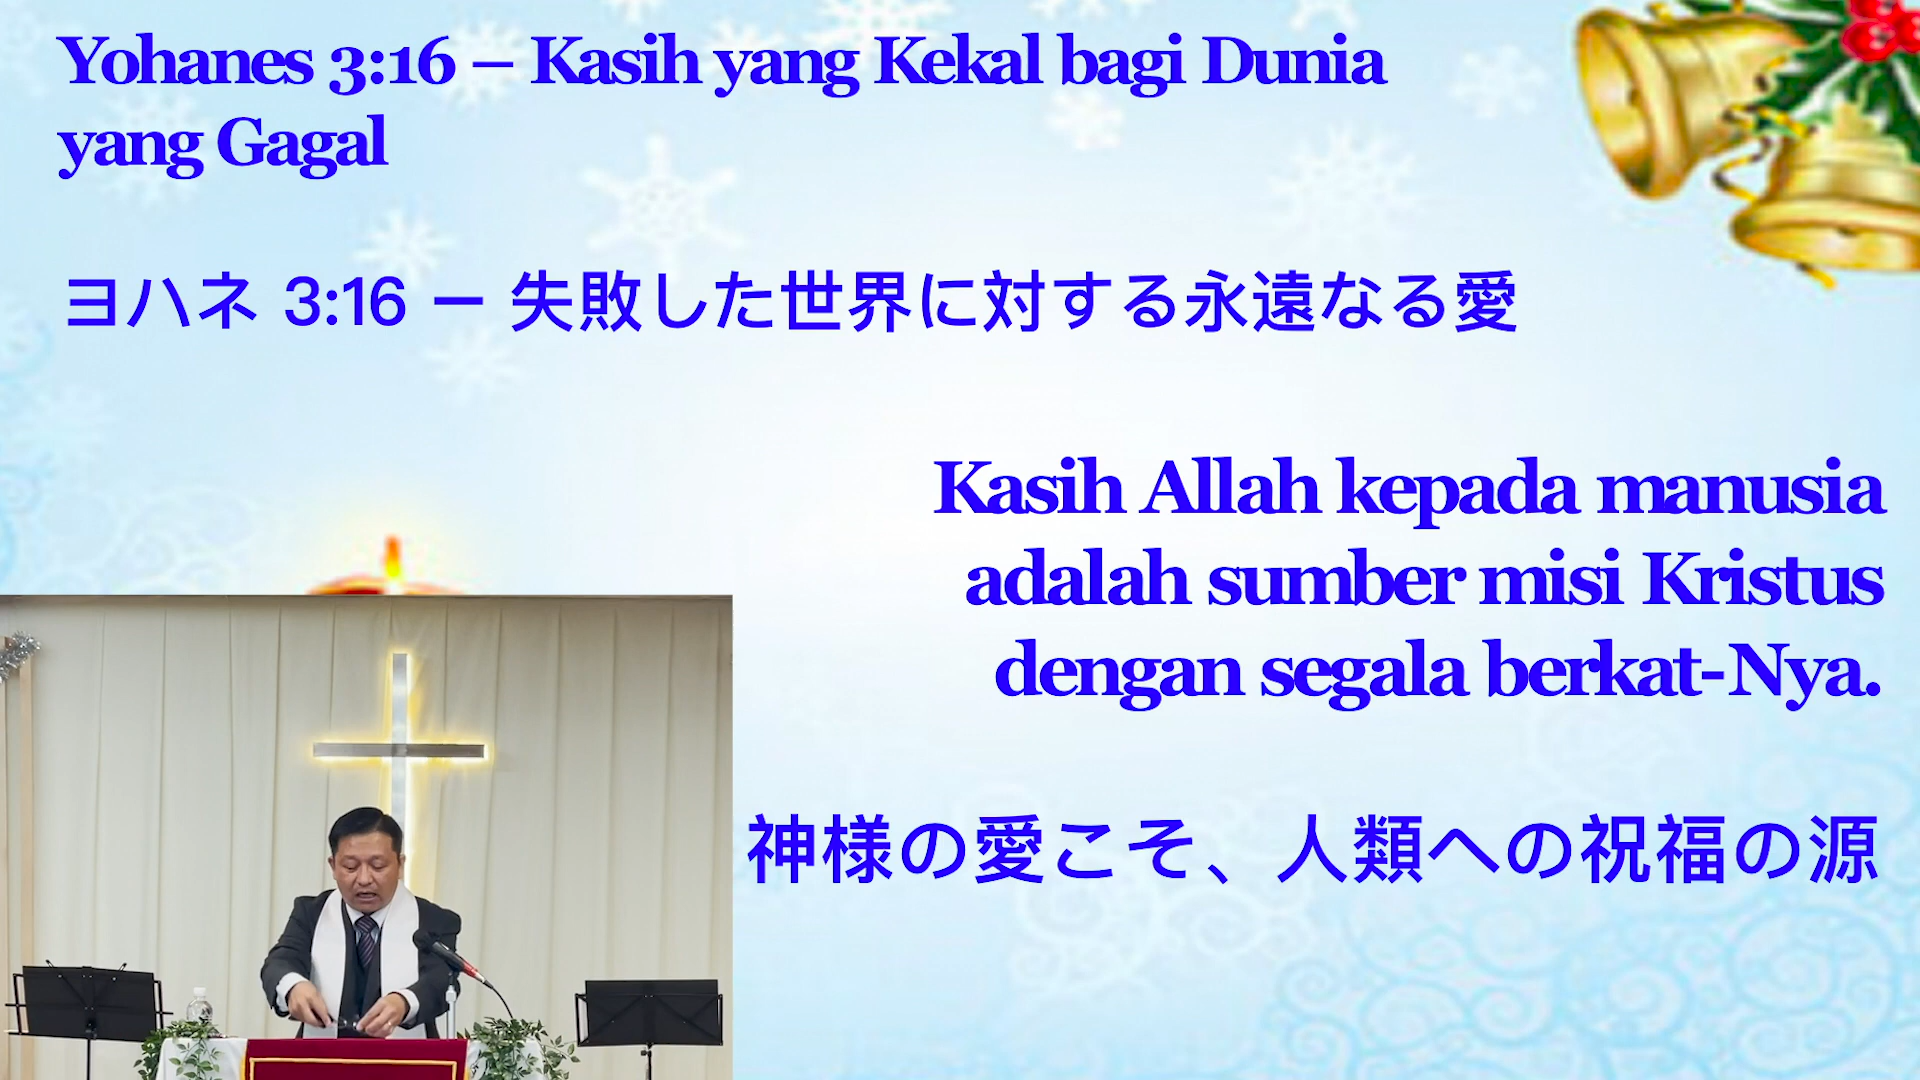 Yohanes 3:16 – Kasih yang Kekal bagi Dunia
yang Gagal
ヨハネ 3:16 – 失敗した世界に対する永遠なる愛
Kasih Allah kepada manusia
adalah sumber misi Kristus
dengan segala berkat-Nya.
神様の愛こそ、人類への祝福の源